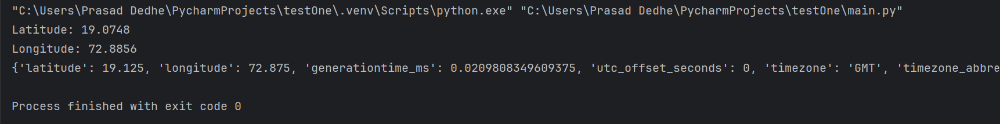 "C:\Users\Prasad Dedhe\PycharmProjects\testOne\.venv\Scripts\python.exe" "C:\Users\Prasad Dedhe\PycharmProjects\testOne\main.py"
Latitude: 19.0748
Longitude: 72.8856
{'latitude': 19.125, 'longitude': 72.875, 'generationtime_ms': 0.0209808349609375, 'utc_offset_seconds': 0, 'timezone': 'GMT', 'timezone_abbre
Process finished with exit code 0